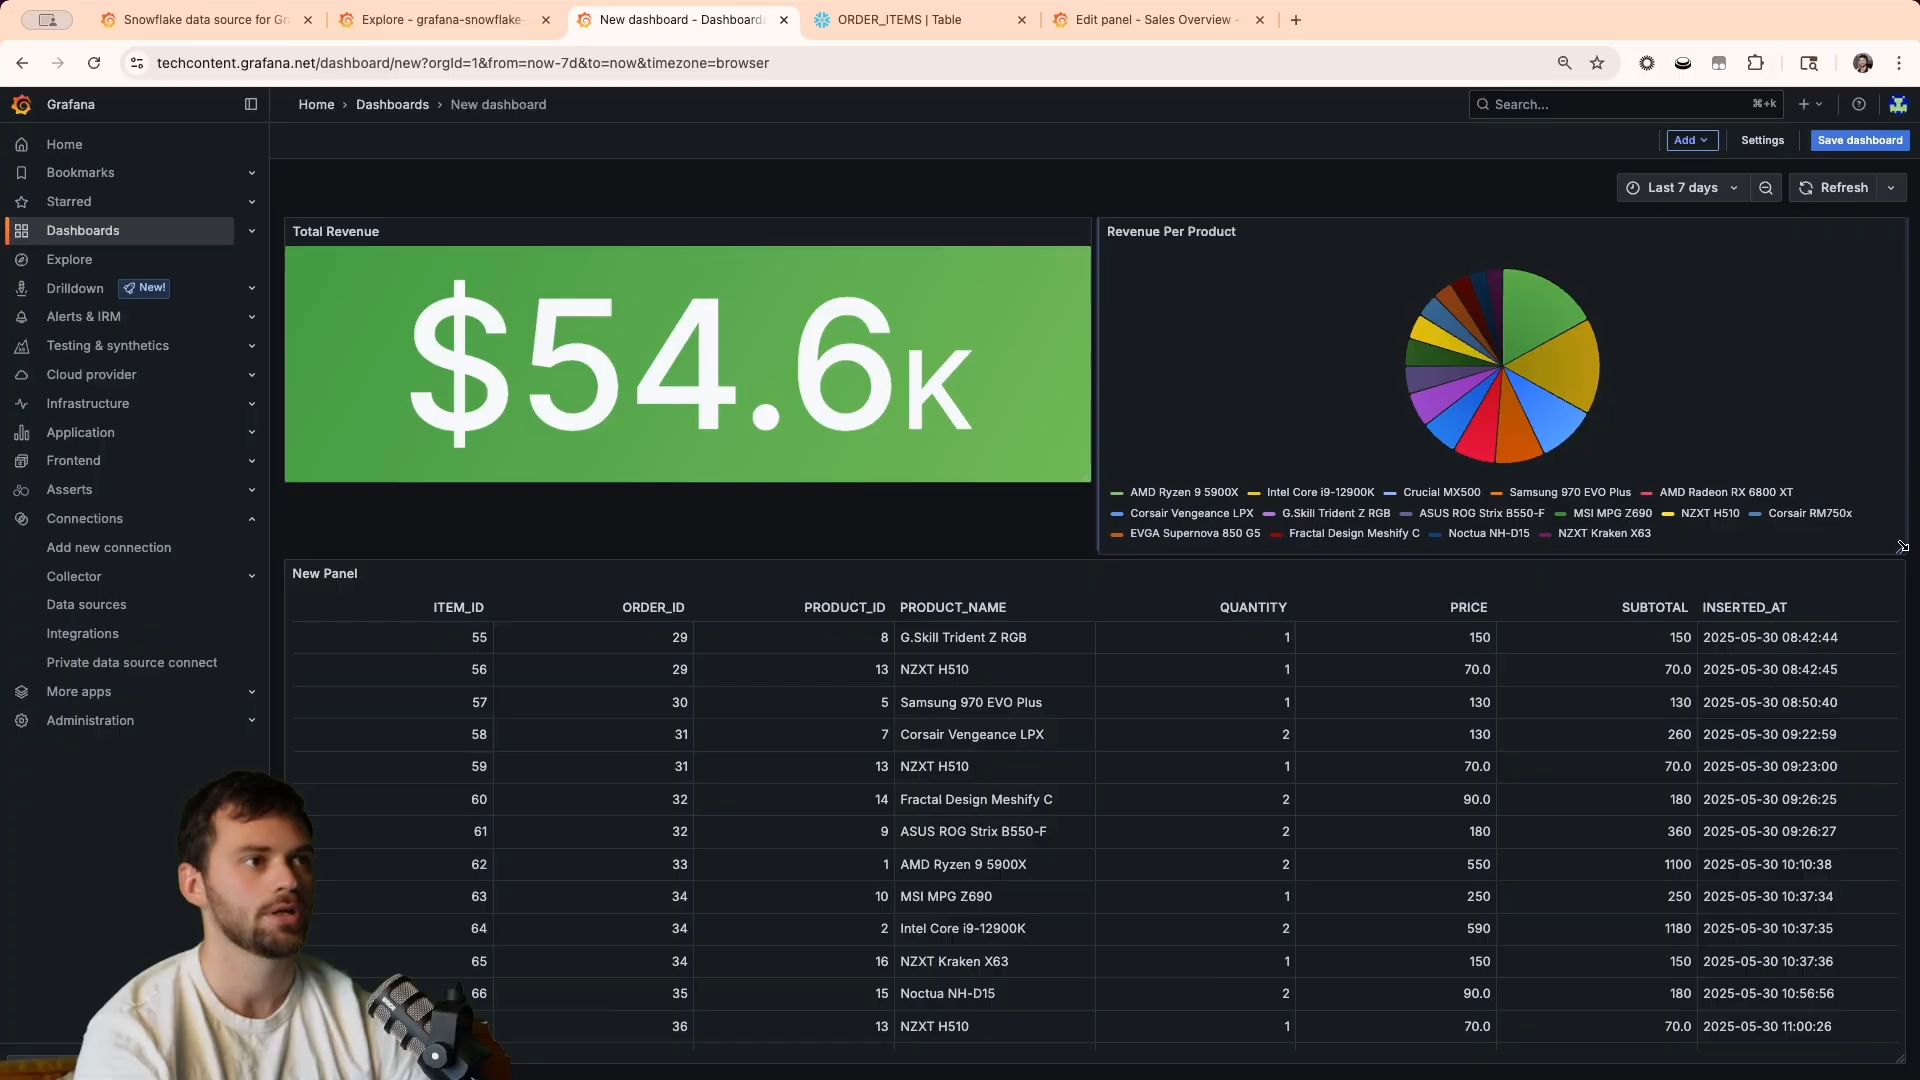 Snowflake data source for Gr
Explore - grafana-snowflake-
New dashboard - Dashboards
ORDER_ITEMS | Table
Edit panel - Sales Overview -
techcontent.grafana.net/dashboard/new?orgId=1&from=now-7d&to=now&timezone=browser
Grafana
Home › Dashboards › New dashboard
Search...
⌘+k
Add
Settings
Save dashboard
Last 7 days
Refresh
Home
Bookmarks
Starred
Dashboards
Explore
Drilldown
New!
Alerts & IRM
Testing & synthetics
Cloud provider
Infrastructure
Application
Frontend
Asserts
Connections
Add new connection
Collector
Data sources
Integrations
Private data source connect
More apps
Administration
Total Revenue
$54.6K
Revenue Per Product
AMD Ryzen 9 5900X Intel Core i9-12900K Crucial MX500 Samsung 970 EVO Plus AMD Radeon RX 6800 XT
Corsair Vengeance LPX G.Skill Trident Z RGB ASUS ROG Strix B550-F MSI MPG Z690 NZXT H510 Corsair RM750x
EVGA Supernova 850 G5 Fractal Design Meshify C Noctua NH-D15 NZXT Kraken X63
New Panel
ITEM_ID ORDER_ID PRODUCT_ID PRODUCT_NAME QUANTITY PRICE SUBTOTAL INSERTED_AT
55 29 8 G.Skill Trident Z RGB 1 150 150 2025-05-30 08:42:44
56 29 13 NZXT H510 1 70.0 70.0 2025-05-30 08:42:45
57 30 5 Samsung 970 EVO Plus 1 130 130 2025-05-30 08:50:40
58 31 7 Corsair Vengeance LPX 2 130 260 2025-05-30 09:22:59
59 31 13 NZXT H510 1 70.0 70.0 2025-05-30 09:23:00
60 32 14 Fractal Design Meshify C 2 90.0 180 2025-05-30 09:26:25
61 32 9 ASUS ROG Strix B550-F 2 180 360 2025-05-30 09:26:27
62 33 1 AMD Ryzen 9 5900X 2 550 1100 2025-05-30 10:10:38
63 34 10 MSI MPG Z690 1 250 250 2025-05-30 10:37:34
64 34 2 Intel Core i9-12900K 2 590 1180 2025-05-30 10:37:35
65 34 16 NZXT Kraken X63 1 150 150 2025-05-30 10:37:36
66 35 15 Noctua NH-D15 2 90.0 180 2025-05-30 10:56:56
36 13 NZXT H510 1 70.0 70.0 2025-05-30 11:00:26